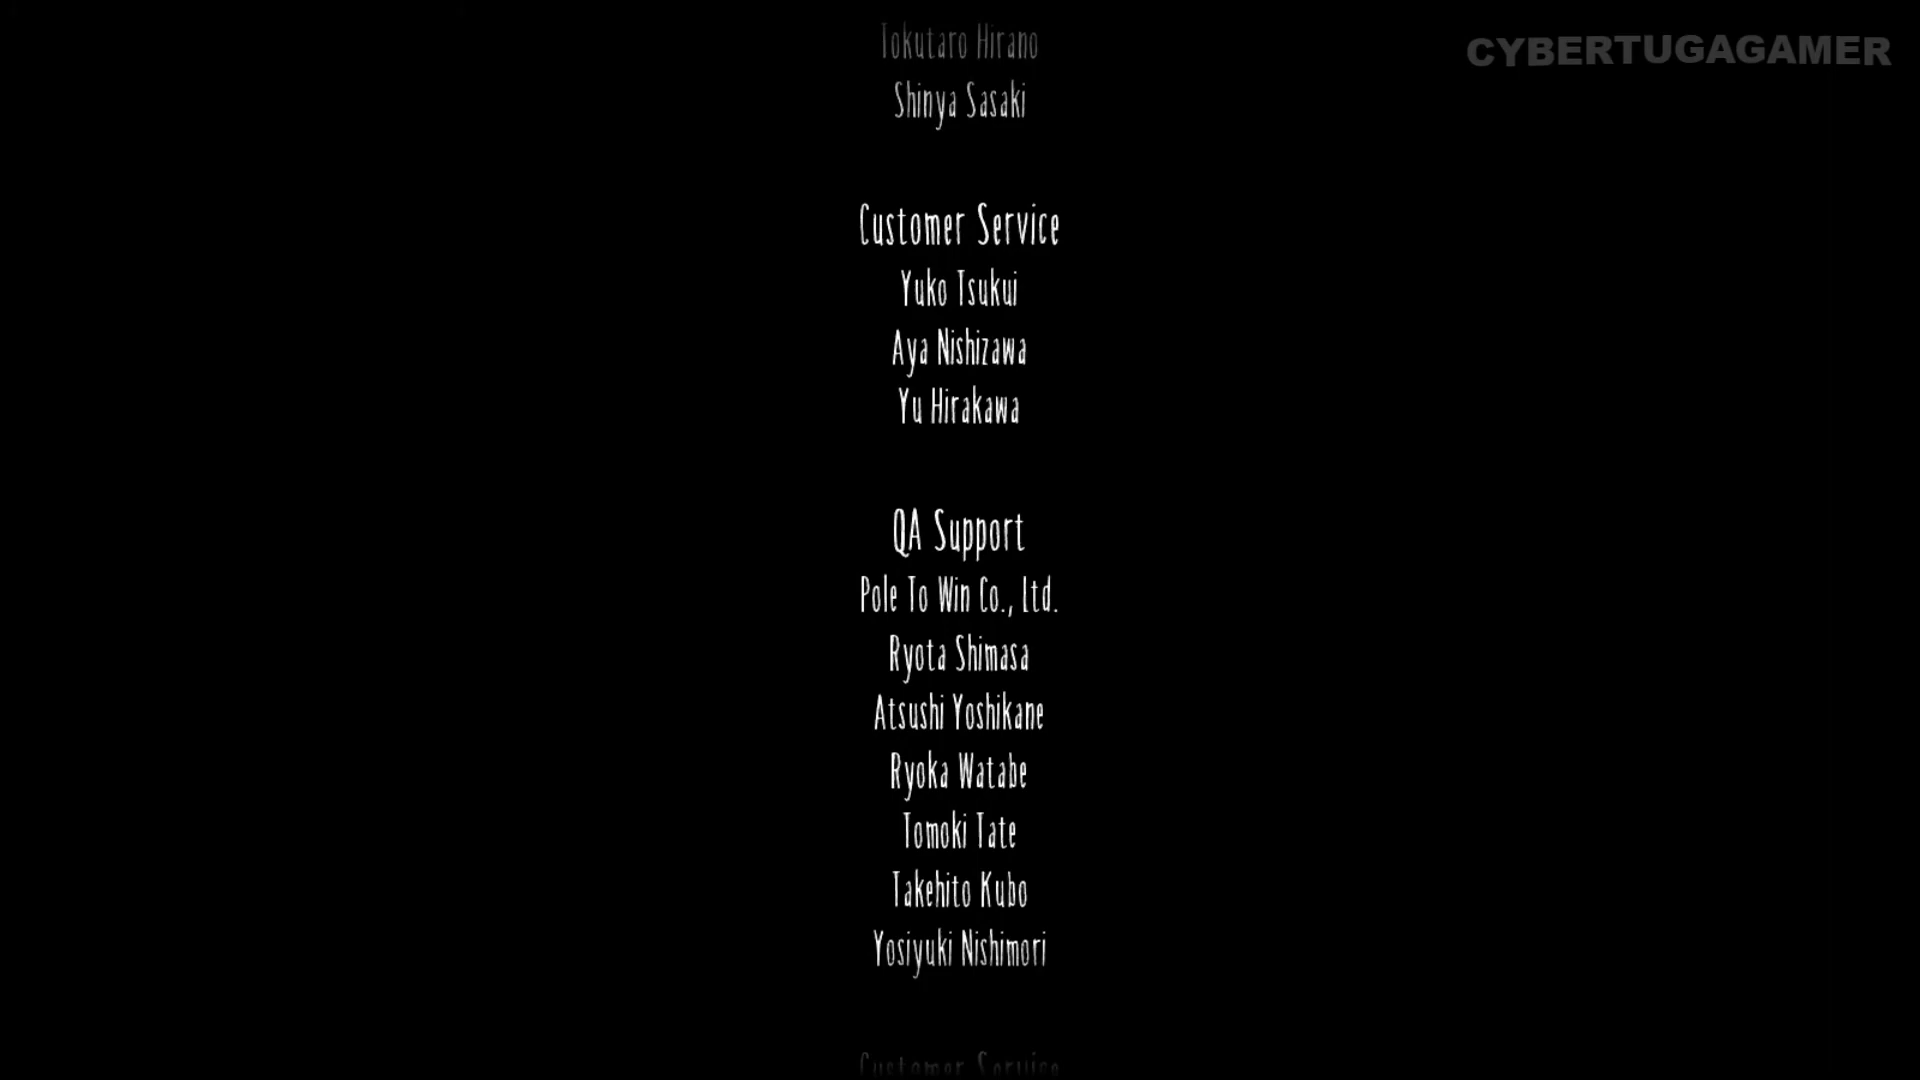 Tokutaro Hirano
CYBERTUGAGAMER
Shinya Sasaki
Customer Service
Yuko Tsukui
Aya Nishizawa
Yu Hirakawa
QA Support
Pole To Win Co., Ltd.
Ryota Shimasa
Atsushi Yoshikane
Ryoka Watabe
Tomoki Tate
Takehito Kubo
Yosiyuki Nishimori
Customer Service